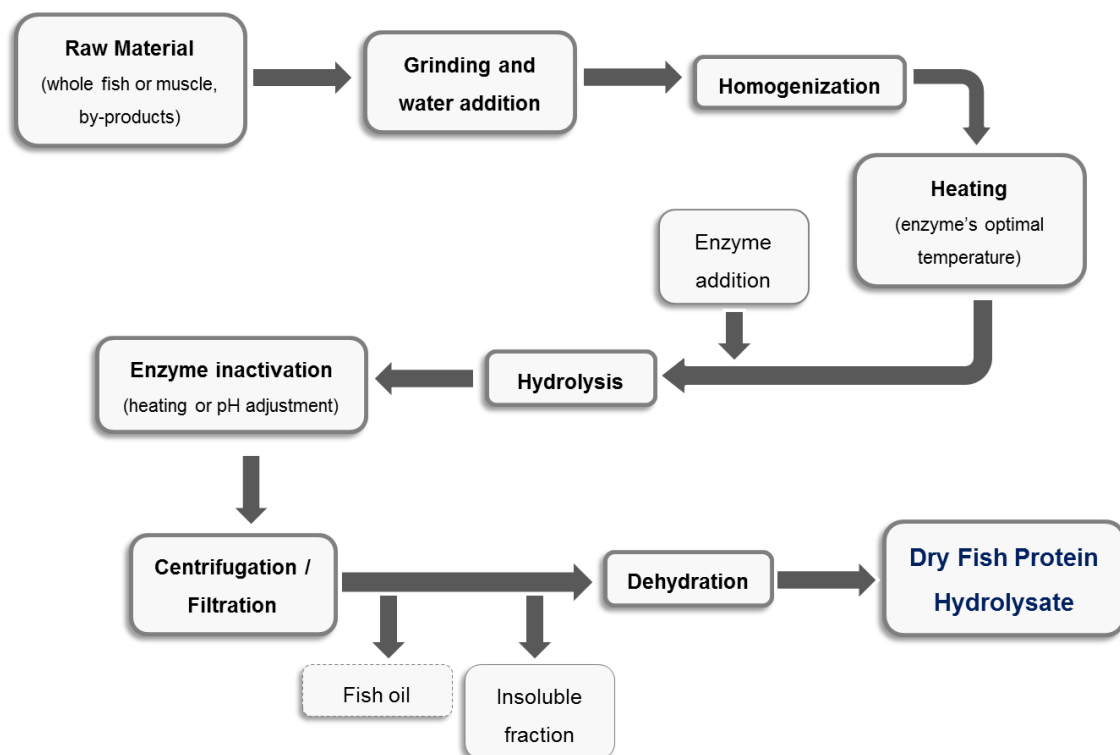 Raw Material
(whole fish or muscle,
by-products)
Grinding and
water addition
Homogenization
Heating
(enzyme's optimal
temperature)
Enzyme
addition
Hydrolysis
Enzyme inactivation
(heating or pH adjustment)
Centrifugation /
Filtration
Dehydration
Dry Fish Protein
Hydrolysate
Fish oil
Insoluble
fraction